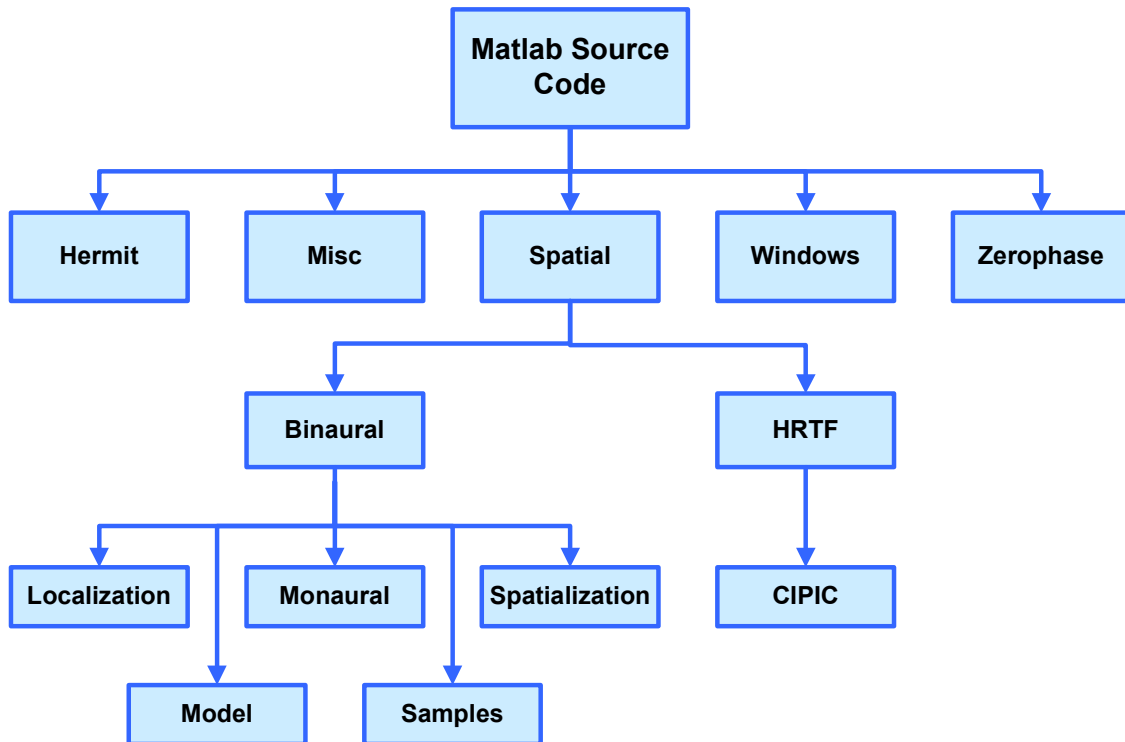 Matlab Source
Code
Hermit
Misc
Spatial
Windows
Zerophase
Binaural
HRTF
Localization
Monaural
Spatialization
CIPIC
Model
Samples